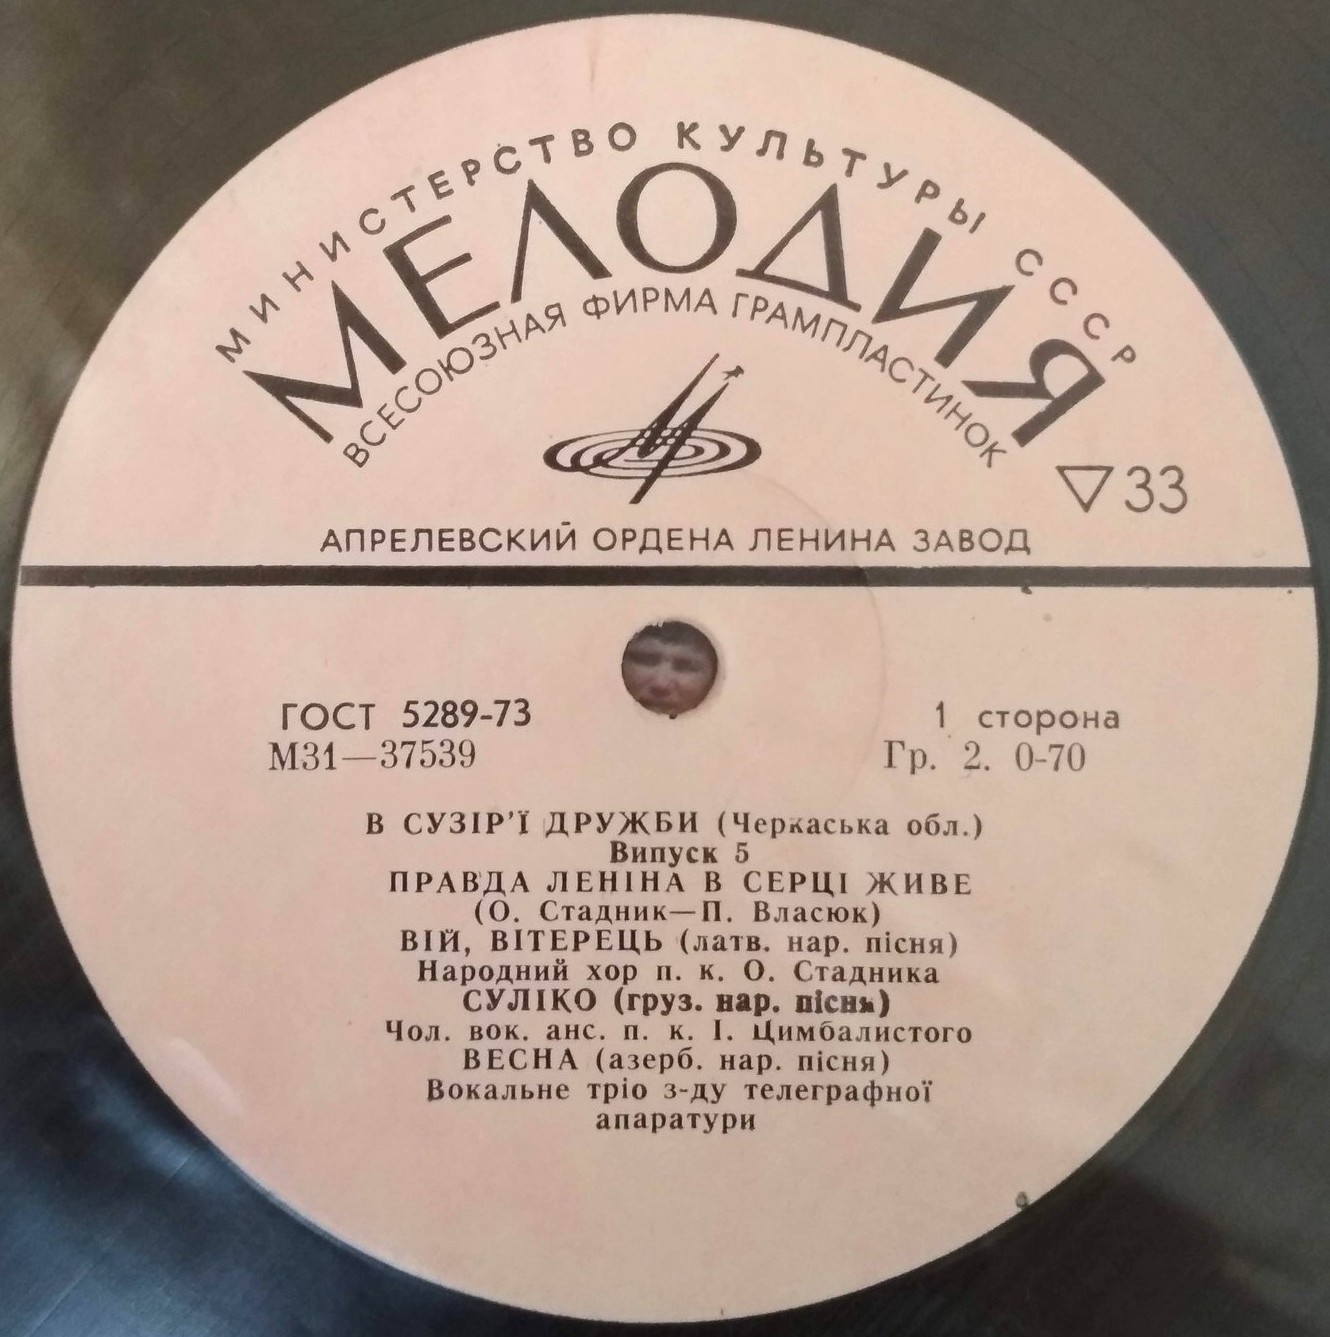 МИНИСТЕРСТВО КУЛЬТУРЫ СССР
МЕЛОДИЯ
ВСЕСОЮЗНАЯ ФИРМА ГРАМПЛАСТИНОК
33
АПРЕЛЕВСКИЙ ОРДЕНА ЛЕНИНА ЗАВОД
ГОСТ 5289-73
М31—37539
1 сторона
Гр. 2. 0-70
В СУЗІР'Ї ДРУЖБИ (Черкаська обл.)
Випуск 5
ПРАВДА ЛЕНІНА В СЕРЦІ ЖИВЕ
(О. Стадник—П. Власюк)
ВІЙ, ВІТЕРЕЦЬ (латв. нар. пісня)
Народний хор п. к. О. Стадника
СУЛІКО (груз. нар. пісня)
Чол. вок. анс. п. к. І. Цимбалистого
ВЕСНА (азерб. нар. пісня)
Вокальне тріо з-ду телеграфної
апаратури